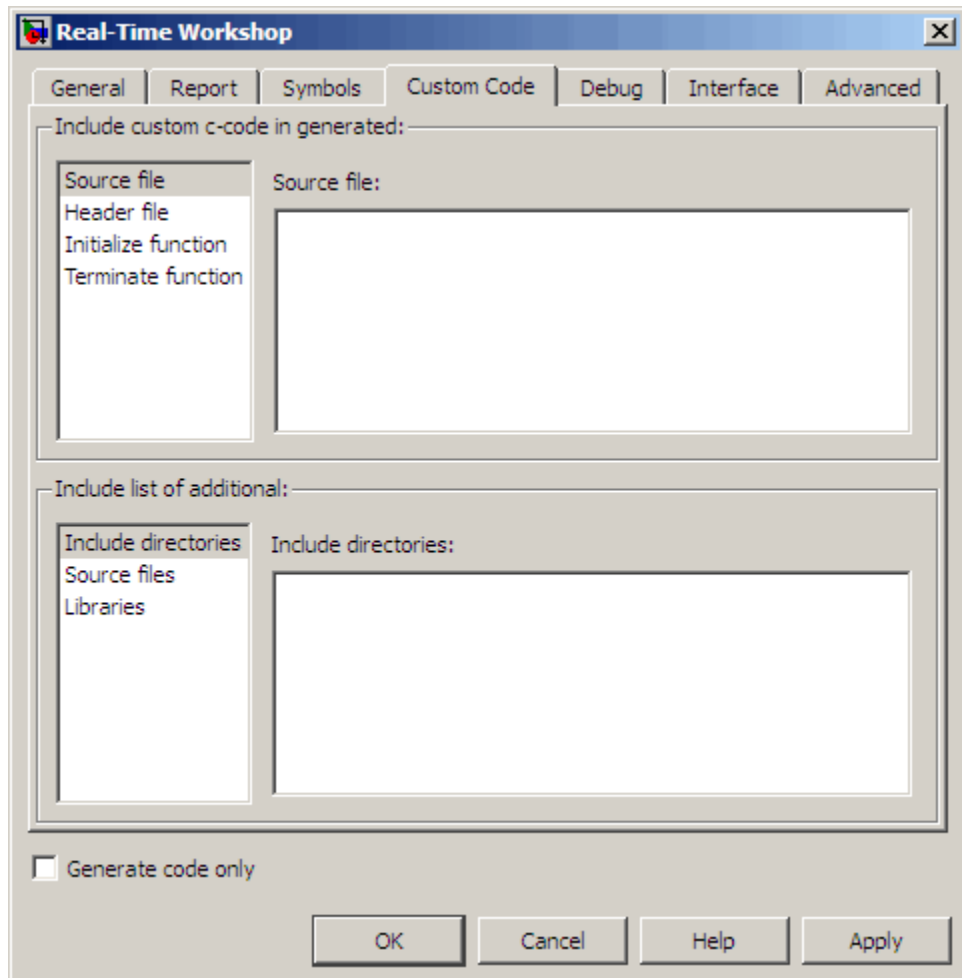 Real-Time Workshop
General Report Symbols Custom Code Debug Interface Advanced
Include custom c-code in generated:
Source file
Header file
Initialize function
Terminate function
Source file:
Include list of additional:
Include directories
Source files
Libraries
Include directories:
Generate code only
OK Cancel Help Apply